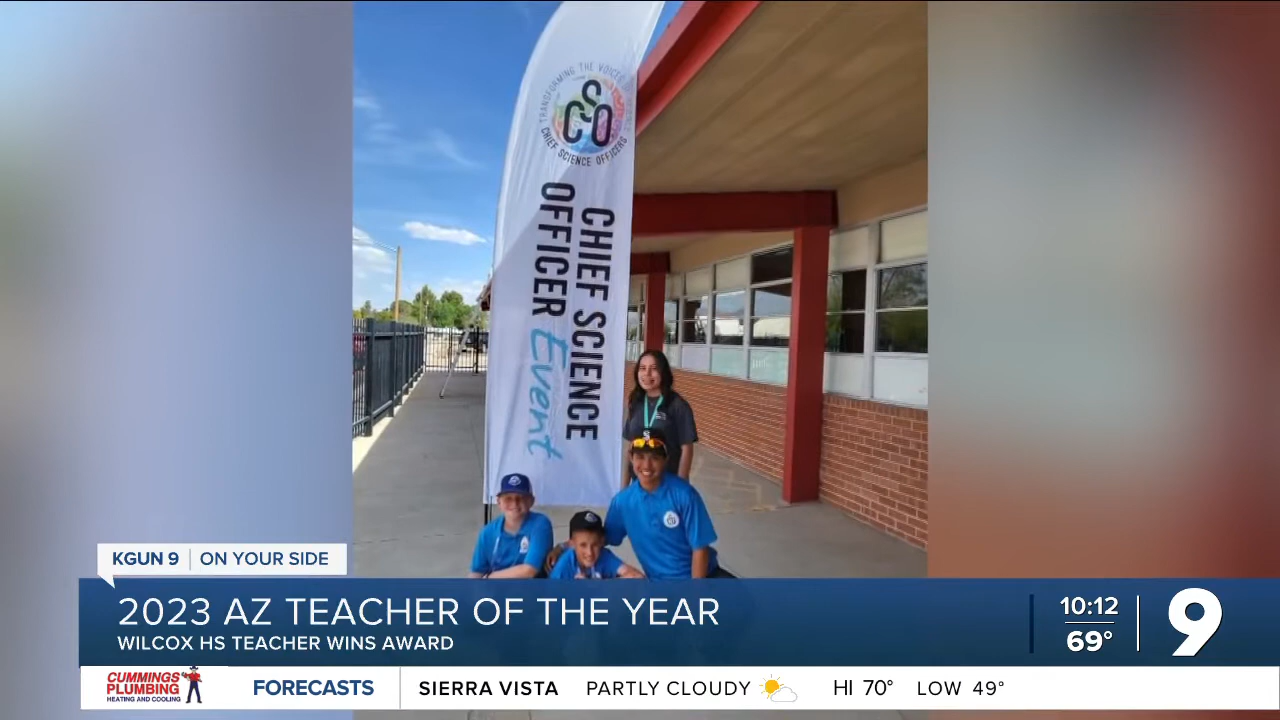 TRANSFORMING THE VOICE OF SCIENCE
CSO
CHIEF SCIENCE OFFICERS
CHIEF SCIENCE
OFFICER Event
KGUN 9 | ON YOUR SIDE
2023 AZ TEACHER OF THE YEAR
WILCOX HS TEACHER WINS AWARD
10:12
69°
9
CUMMINGS
PLUMBING
HEATING AND COOLING
FORECASTS
SIERRA VISTA PARTLY CLOUDY HI 70° LOW 49°